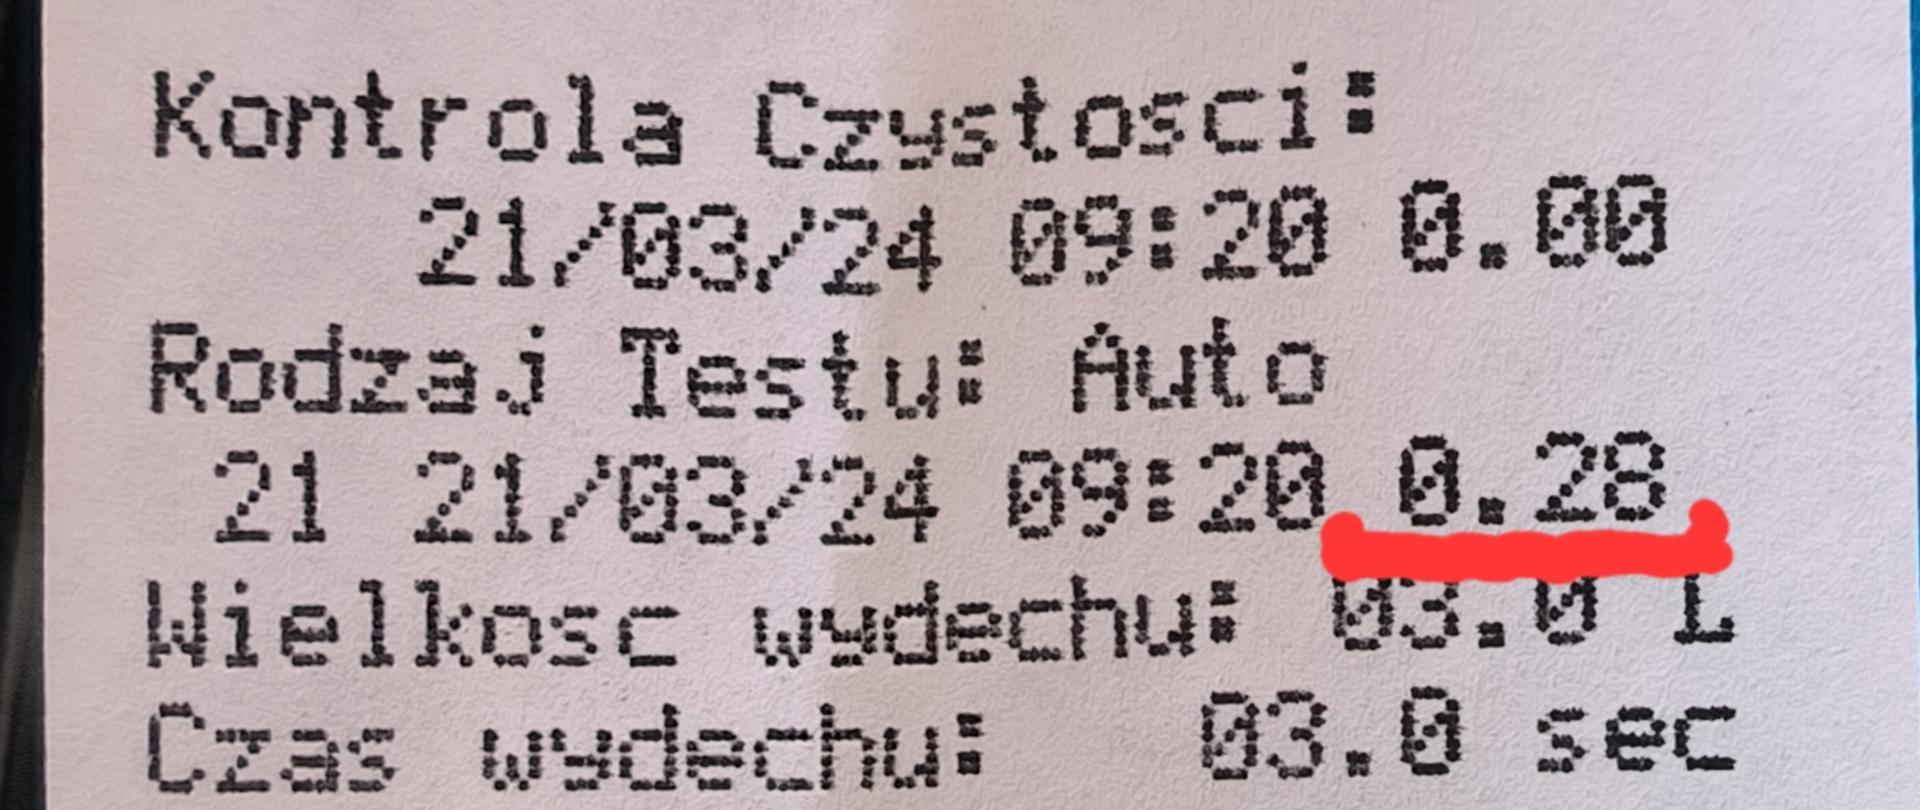 Kontrola Czystosci:
21/03/24 09:20 0.00
Rodzaj Testu: Auto
21 21/03/24 09:20 0.28
Wielkosc wydechu: 03.0 L
Czas wydechu: 03.0 sec